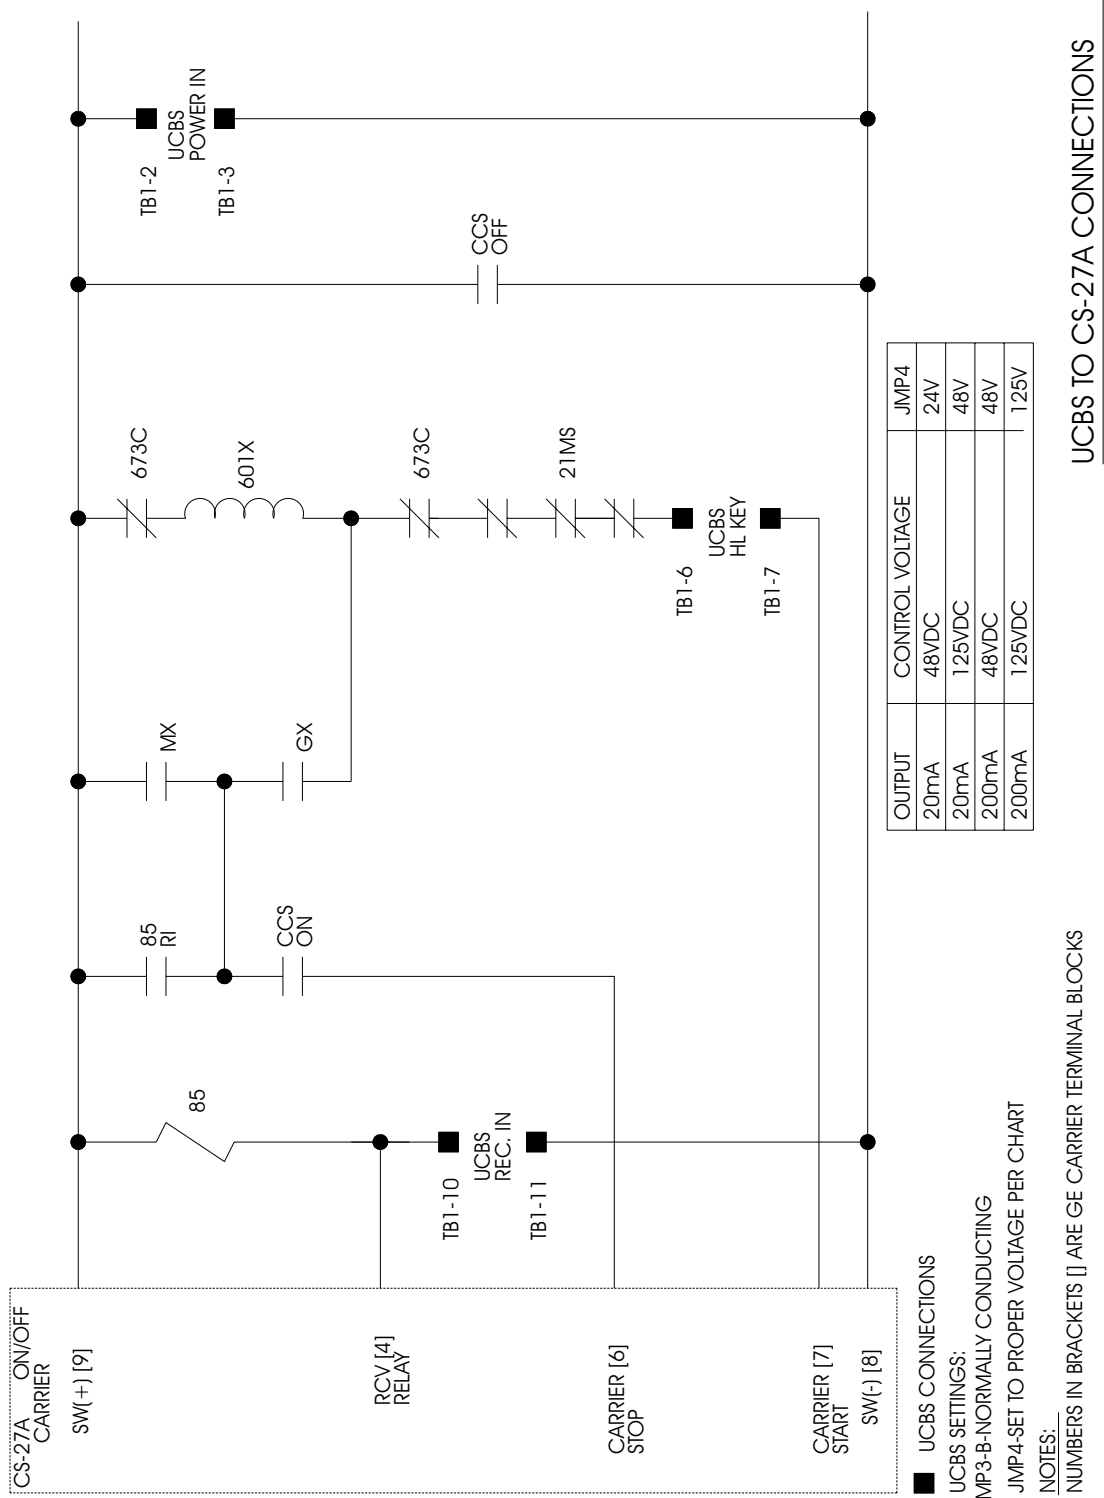 CS-27A ON/OFF
CARRIER
SW(+) [9]
RCV [4]
RELAY
CARRIER [6]
STOP
CARRIER [7]
START
SW(-) [8]
85
TB1-10
UCBS
REC. IN
TB1-11
85
RI
CCS
ON
MX
GX
673C
601X
673C
21MS
TB1-6
UCBS
HL KEY
TB1-7
CCS
OFF
TB1-2
UCBS
POWER IN
TB1-3
OUTPUT CONTROL VOLTAGE JMP4
20mA 48VDC 24V
20mA 125VDC 48V
200mA 48VDC 48V
200mA 125VDC 125V
UCBS CONNECTIONS
UCBS SETTINGS:
MP3-B-NORMALLY CONDUCTING
JMP4-SET TO PROPER VOLTAGE PER CHART
NOTES:
NUMBERS IN BRACKETS [] ARE GE CARRIER TERMINAL BLOCKS
UCBS TO CS-27A CONNECTIONS